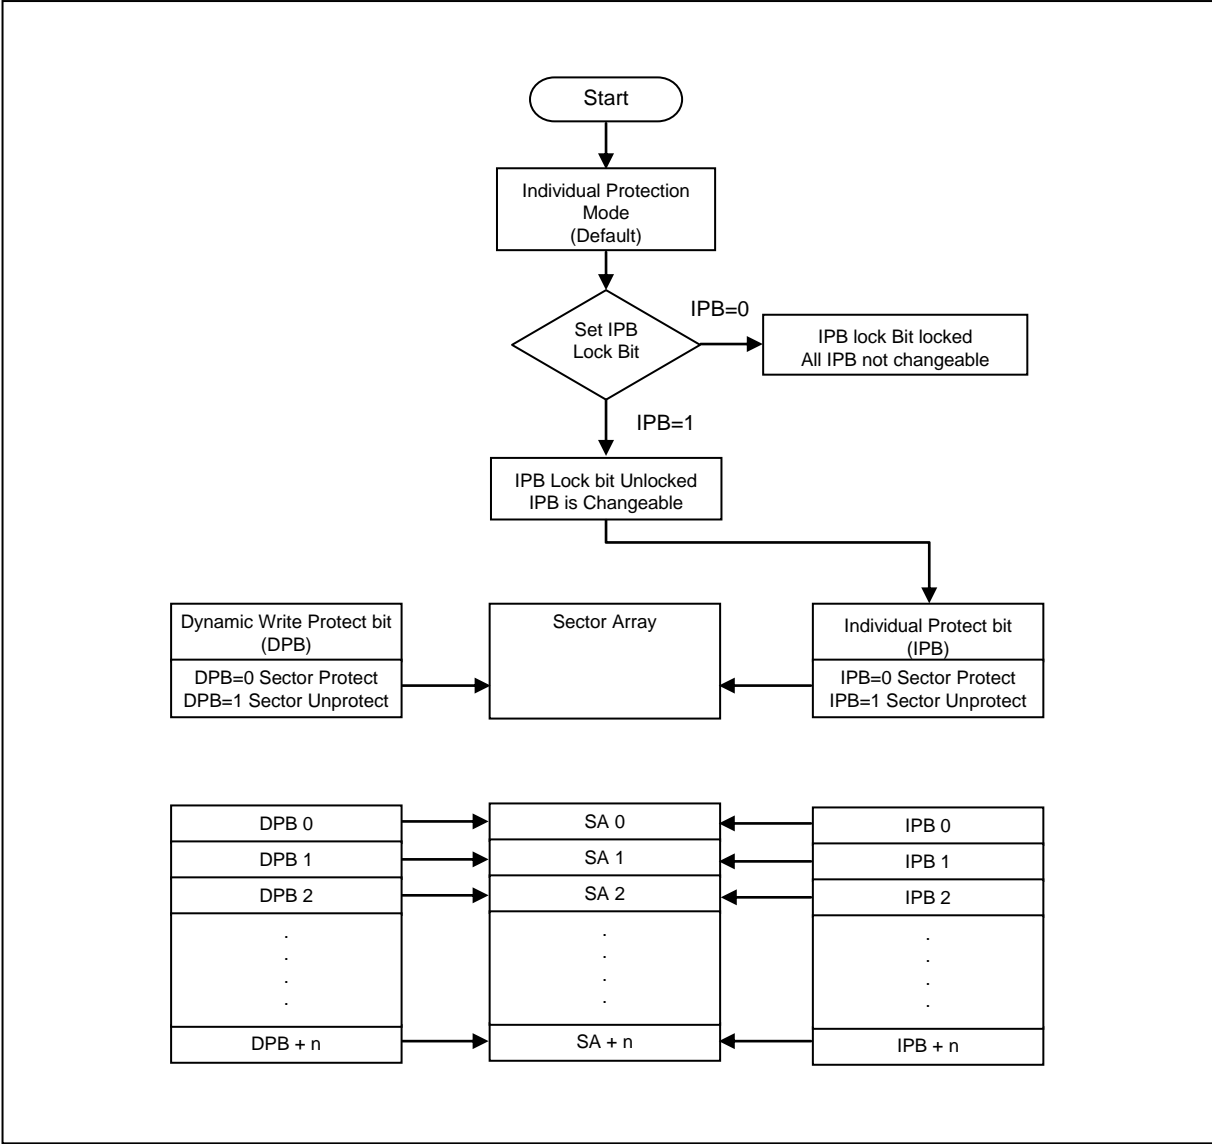 Start
Individual Protection
Mode
(Default)
IPB=0
Set IPB
Lock Bit
IPB lock Bit locked
All IPB not changeable
IPB=1
IPB Lock bit Unlocked
IPB is Changeable
Dynamic Write Protect bit
(DPB)
DPB=0 Sector Protect
DPB=1 Sector Unprotect
Sector Array
Individual Protect bit
(IPB)
IPB=0 Sector Protect
IPB=1 Sector Unprotect
DPB 0
SA 0
IPB 0
DPB 1
SA 1
IPB 1
DPB 2
SA 2
IPB 2
. . .
. . .
. . .
. . .
DPB + n
SA + n
IPB + n